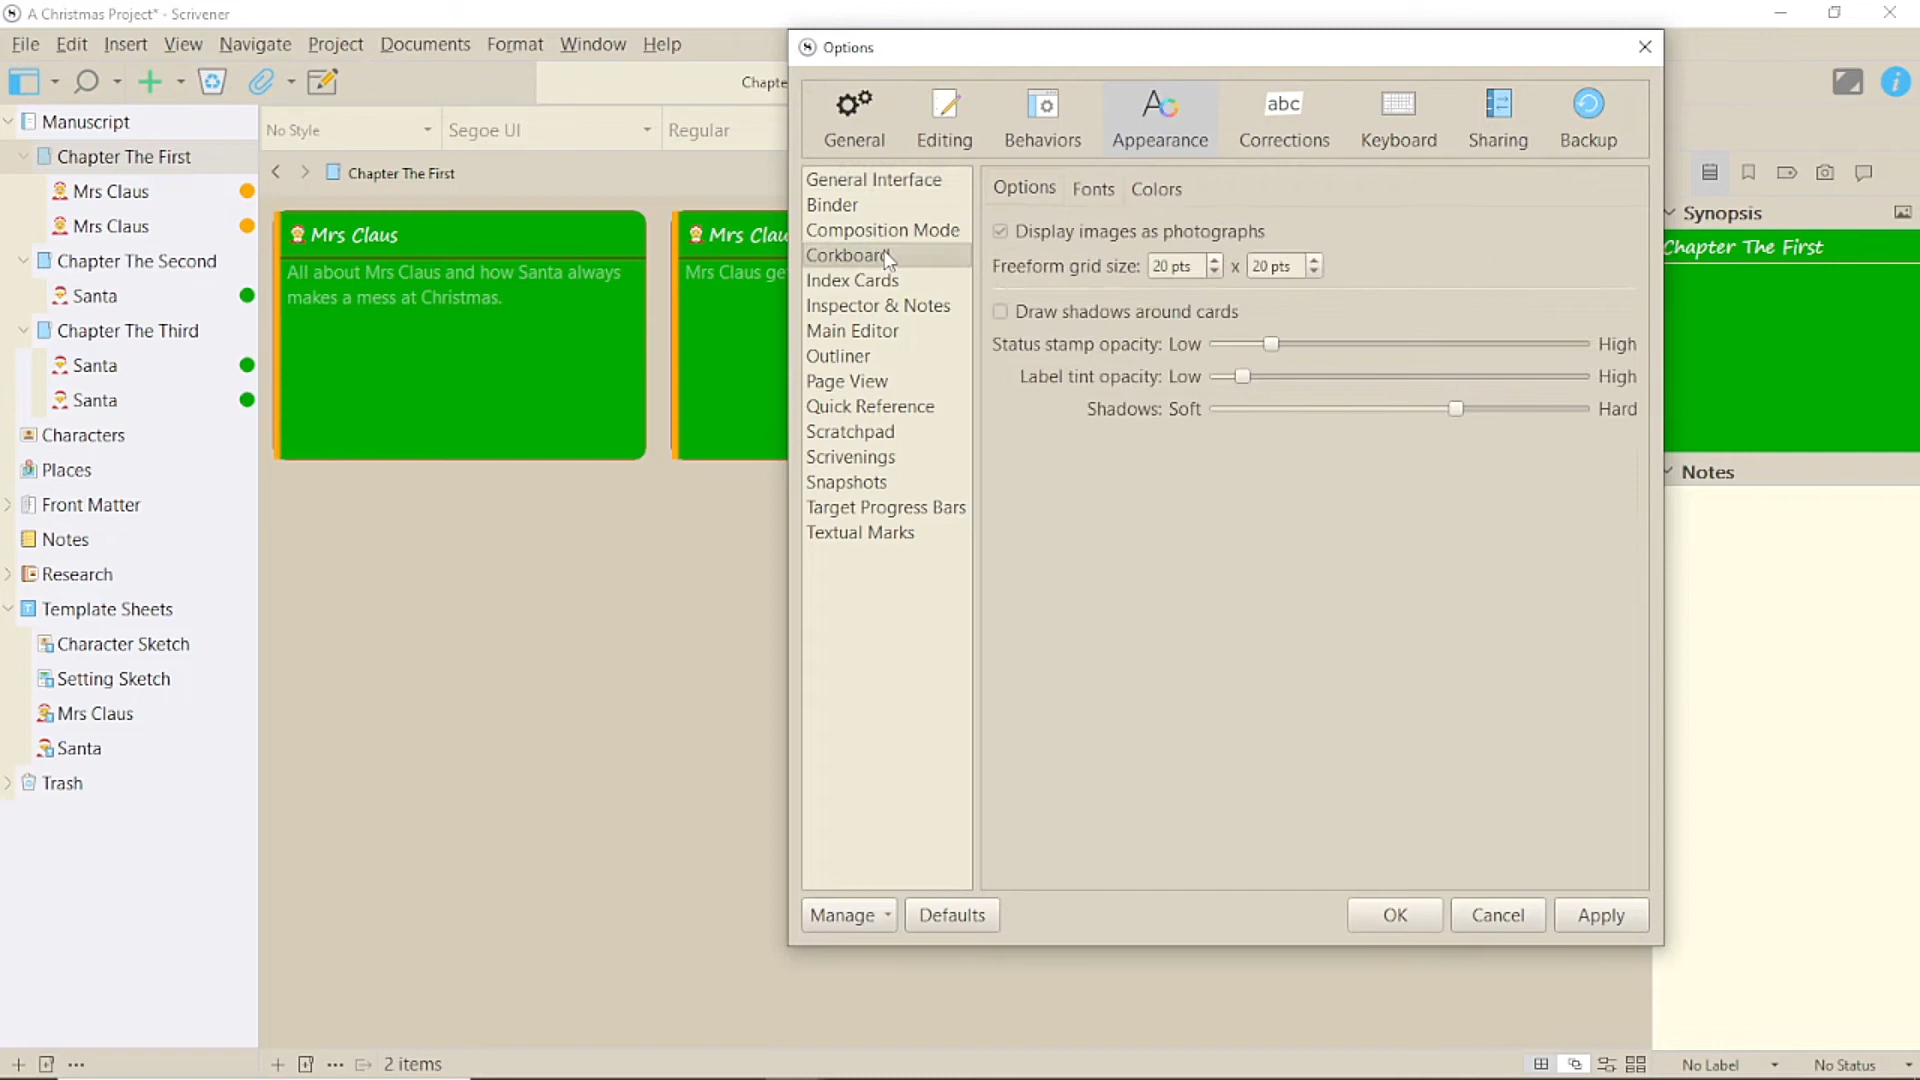 A Christmas Project* - Scrivener
File Edit Insert View Navigate Project Documents Format Window Help
Chapte
No Style
Segoe UI
Regular
Manuscript
Chapter The First
Mrs Claus
Mrs Claus
Chapter The Second
Santa
Chapter The Third
Santa
Santa
Characters
Places
Front Matter
Notes
Research
Template Sheets
Character Sketch
Setting Sketch
Mrs Claus
Santa
Trash
Chapter The First
Mrs Claus
All about Mrs Claus and how Santa always
makes a mess at Christmas.
Mrs Clau
Mrs Claus ge
Options
General
Editing
Behaviors
Appearance
abc
Corrections
Keyboard
Sharing
Backup
General Interface
Binder
Composition Mode
Corkboard
Index Cards
Inspector & Notes
Main Editor
Outliner
Page View
Quick Reference
Scratchpad
Scrivenings
Snapshots
Target Progress Bars
Textual Marks
Options Fonts Colors
Display images as photographs
Freeform grid size: 20 pts x 20 pts
Draw shadows around cards
Status stamp opacity: Low High
Label tint opacity: Low High
Shadows: Soft Hard
Manage
Defaults
OK
Cancel
Apply
Synopsis
Chapter The First
Notes
2 items
No Label
No Status